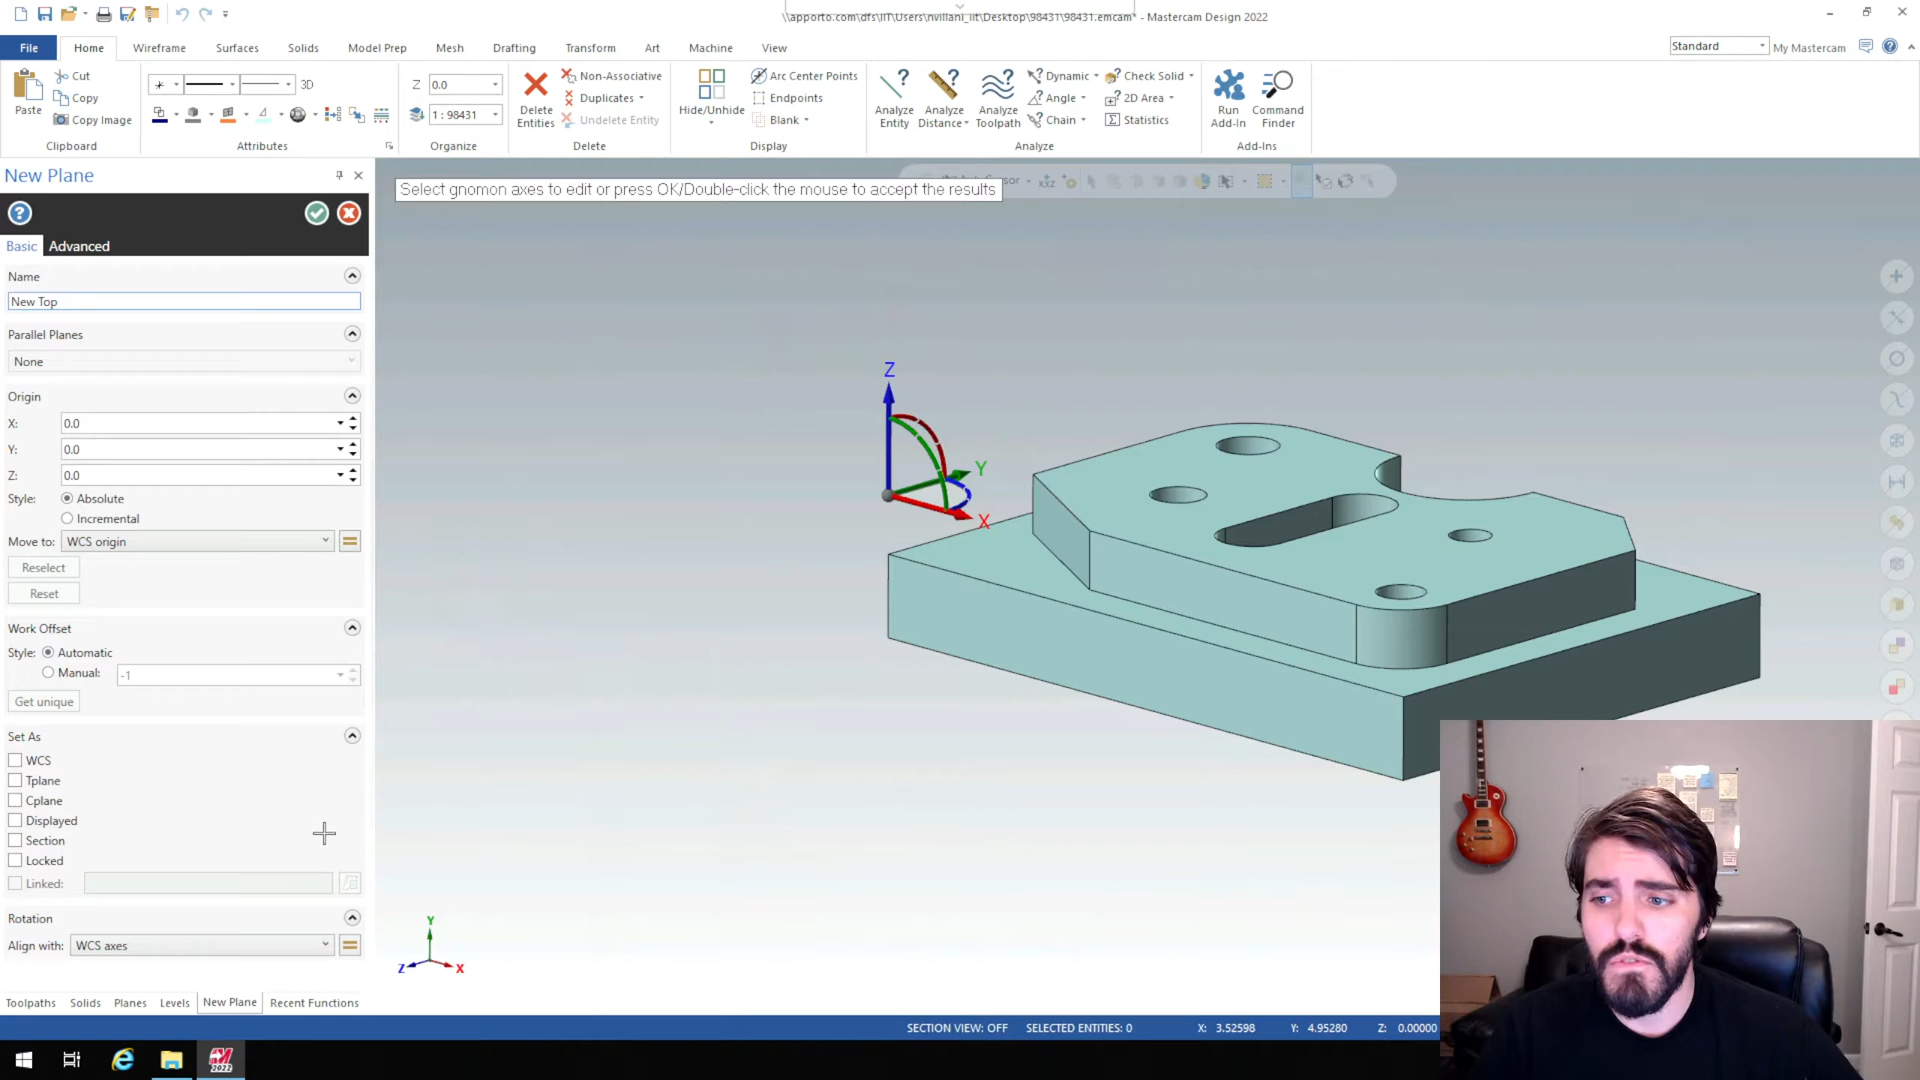 \\apporto.com\dfs\IIT\Users\nvillani_iit\Desktop\98431\98431.emcam* - Mastercam Design 2022
File
Home
Wireframe
Surfaces
Solids
Model Prep
Mesh
Drafting
Transform
Art
Machine
View
Standard
My Mastercam
Paste
Cut
Copy
Copy Image
Clipboard
3D
Attributes
Z
0.0
1 : 98431
Organize
Delete Entities
Non-Associative
Duplicates
Undelete Entity
Delete
Hide/Unhide
Arc Center Points
Endpoints
Blank
Display
Analyze Entity
Analyze Distance
Analyze Toolpath
Dynamic
Angle
Chain
Check Solid
2D Area
Statistics
Analyze
Run Add-In
Command Finder
Add-Ins
New Plane
Select gnomon axes to edit or press OK/Double-click the mouse to accept the results
Basic
Advanced
Name
New Top
Parallel Planes
None
Origin
X: 0.0
Y: 0.0
Z: 0.0
Style: Absolute
Incremental
Move to: WCS origin
Reselect
Reset
Work Offset
Style: Automatic
Manual: -1
Get unique
Set As
WCS
Tplane
Cplane
Displayed
Section
Locked
Linked:
Rotation
Align with: WCS axes
Z
Y
X
Y
Z
X
Toolpaths
Solids
Planes
Levels
New Plane
Recent Functions
SECTION VIEW: OFF
SELECTED ENTITIES: 0
X: 3.52598
Y: 4.95280
Z: 0.00000
2022